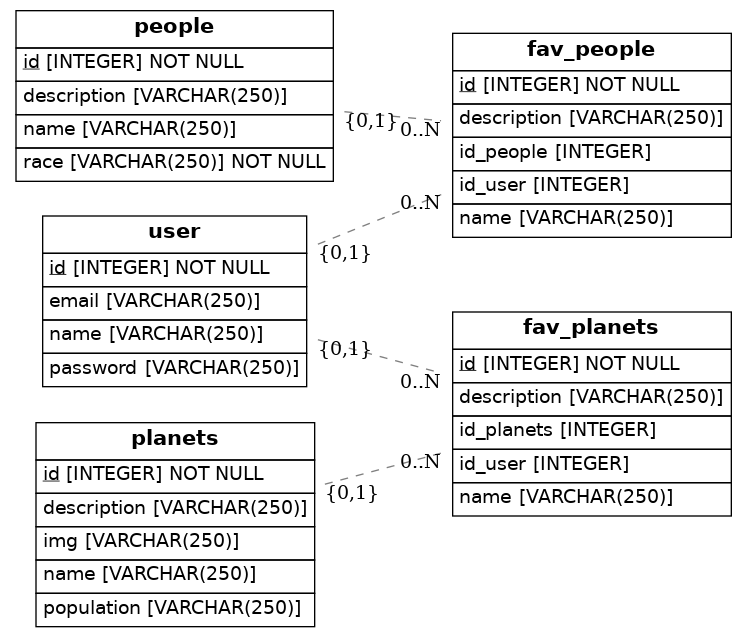 people
id [INTEGER] NOT NULL
description [VARCHAR(250)]
name [VARCHAR(250)]
race [VARCHAR(250)] NOT NULL
{0,1}
0..N
fav_people
id [INTEGER] NOT NULL
description [VARCHAR(250)]
id_people [INTEGER]
id_user [INTEGER]
name [VARCHAR(250)]
user
id [INTEGER] NOT NULL
email [VARCHAR(250)]
name [VARCHAR(250)]
password [VARCHAR(250)]
0..N
{0,1}
{0,1}
0..N
fav_planets
id [INTEGER] NOT NULL
description [VARCHAR(250)]
id_planets [INTEGER]
id_user [INTEGER]
name [VARCHAR(250)]
planets
id [INTEGER] NOT NULL
description [VARCHAR(250)]
img [VARCHAR(250)]
name [VARCHAR(250)]
population [VARCHAR(250)]
0..N
{0,1}